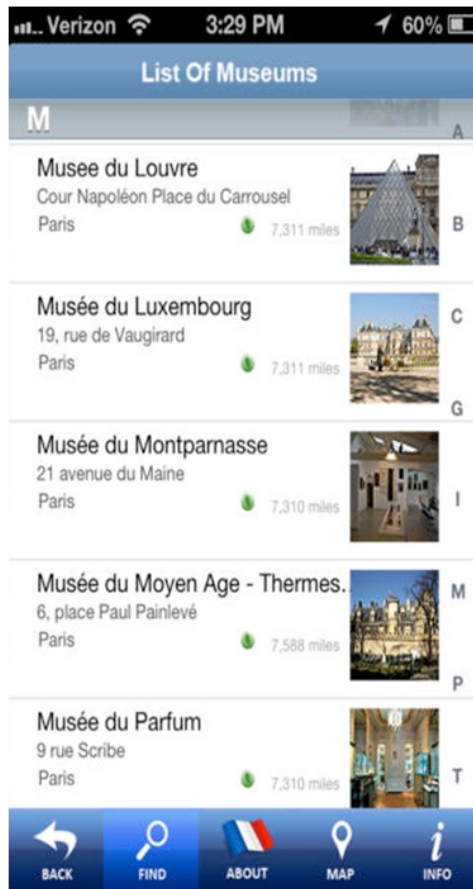 Verizon 3:29 PM 60%
List Of Museums
M
A
Musee du Louvre
Cour Napoléon Place du Carrousel
Paris
7,311 miles
B
Musée du Luxembourg
19, rue de Vaugirard
Paris
7,311 miles
C
G
Musée du Montparnasse
21 avenue du Maine
Paris
7,310 miles
I
Musée du Moyen Age - Thermes.
6, place Paul Painlevé
Paris
7,588 miles
M
P
Musée du Parfum
9 rue Scribe
Paris
7,310 miles
T
BACK FIND ABOUT MAP INFO